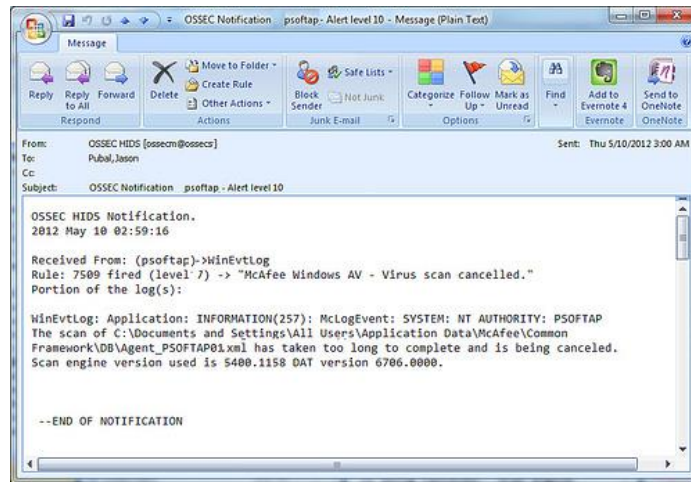 OSSEC Notification psoftap - Alert level 10 - Message (Plain Text)
Message
Reply
Reply to All
Forward
Respond
Delete
Move to Folder
Create Rule
Other Actions
Actions
Block Sender
Safe Lists
Not Junk
Junk E-mail
Categorize
Follow Up
Mark as Unread
Options
Find
Add to Evernote 4
Evernote
Send to OneNote
OneNote
From: OSSEC HIDS [ossecm@ossecs]
Sent: Thu 5/10/2012 3:00 AM
To: Pubal,Jason
Cc:
Subject: OSSEC Notification psoftap - Alert level 10
OSSEC HIDS Notification.
2012 May 10 02:59:16
Received From: (psoftap)->WinEvtLog
Rule: 7509 fired (level 7) -> "McAfee Windows AV - Virus scan cancelled."
Portion of the log(s):
WinEvtLog: Application: INFORMATION(257): McLogEvent: SYSTEM: NT AUTHORITY: PSOFTAP
The scan of C:\Documents and Settings\All Users\Application Data\McAfee\Common
Framework\DB\Agent_PSOFTAP01.xml has taken too long to complete and is being canceled.
Scan engine version used is 5400.1158 DAT version 6706.0000.
--END OF NOTIFICATION